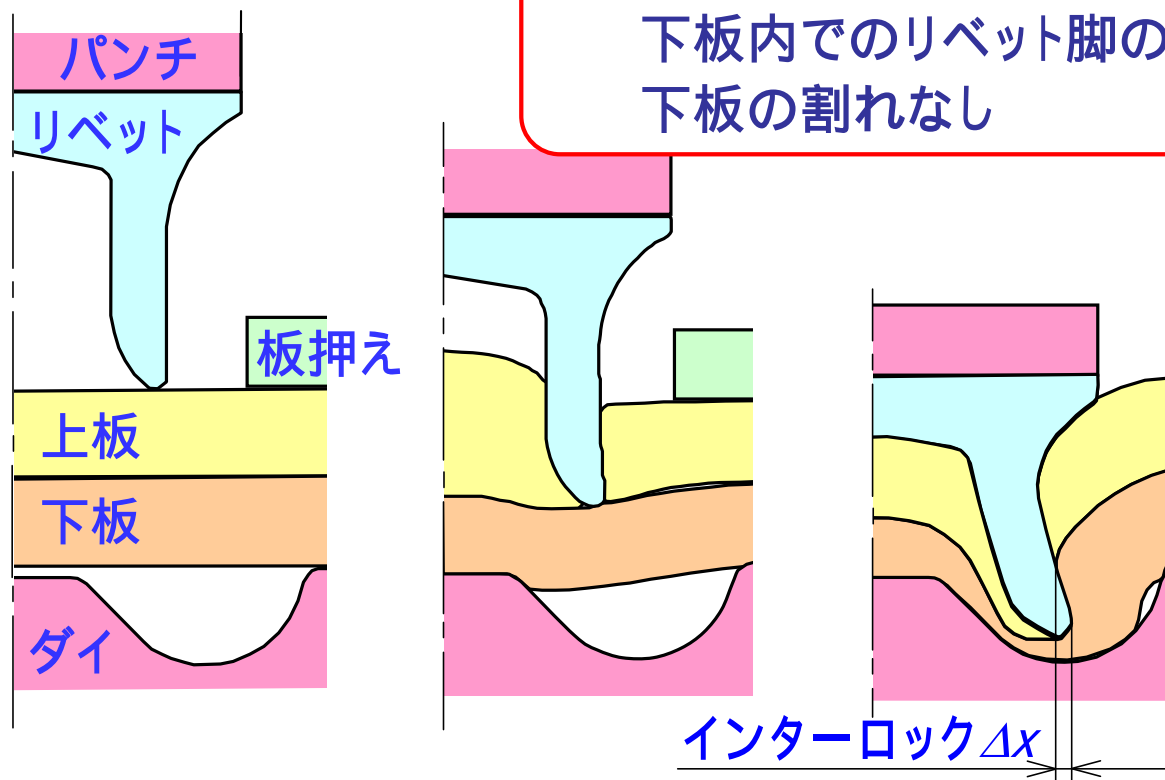 下板内でのリベット脚の
下板の割れなし
パンチ
リベット
板押え
上板
下板
ダイ
インターロックΔx